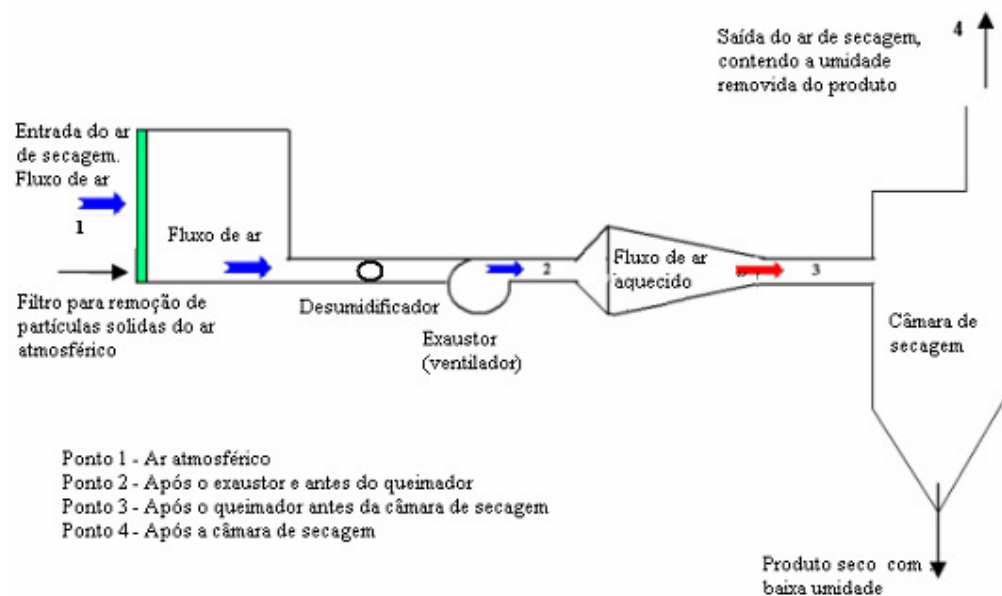 4
Saída do ar de secagem,
contendo a umidade
removida do produto
Entrada do ar
de secagem.
Fluxo de ar
1
Fluxo de ar
Filtro para remoção de
partículas solidas do ar
atmosférico
Desumidificador
Exaustor
(ventilador)
2
Fluxo de ar
aquecido
3
Câmara de
secagem
Ponto 1 - Ar atmosférico
Ponto 2 - Após o exaustor e antes do queimador
Ponto 3 - Após o queimador antes da câmara de secagem
Ponto 4 - Após a câmara de secagem
Produto seco com
baixa umidade